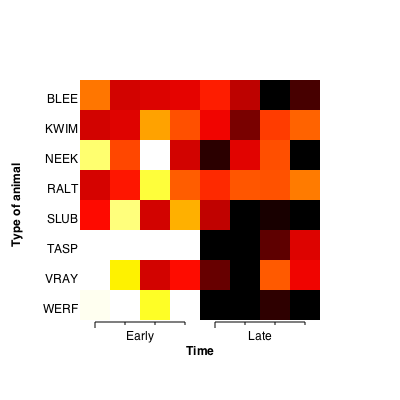 BLEE
KWIM
NEEK
RALT
SLUB
TASP
VRAY
WERF
Type of animal
Early Late
Time